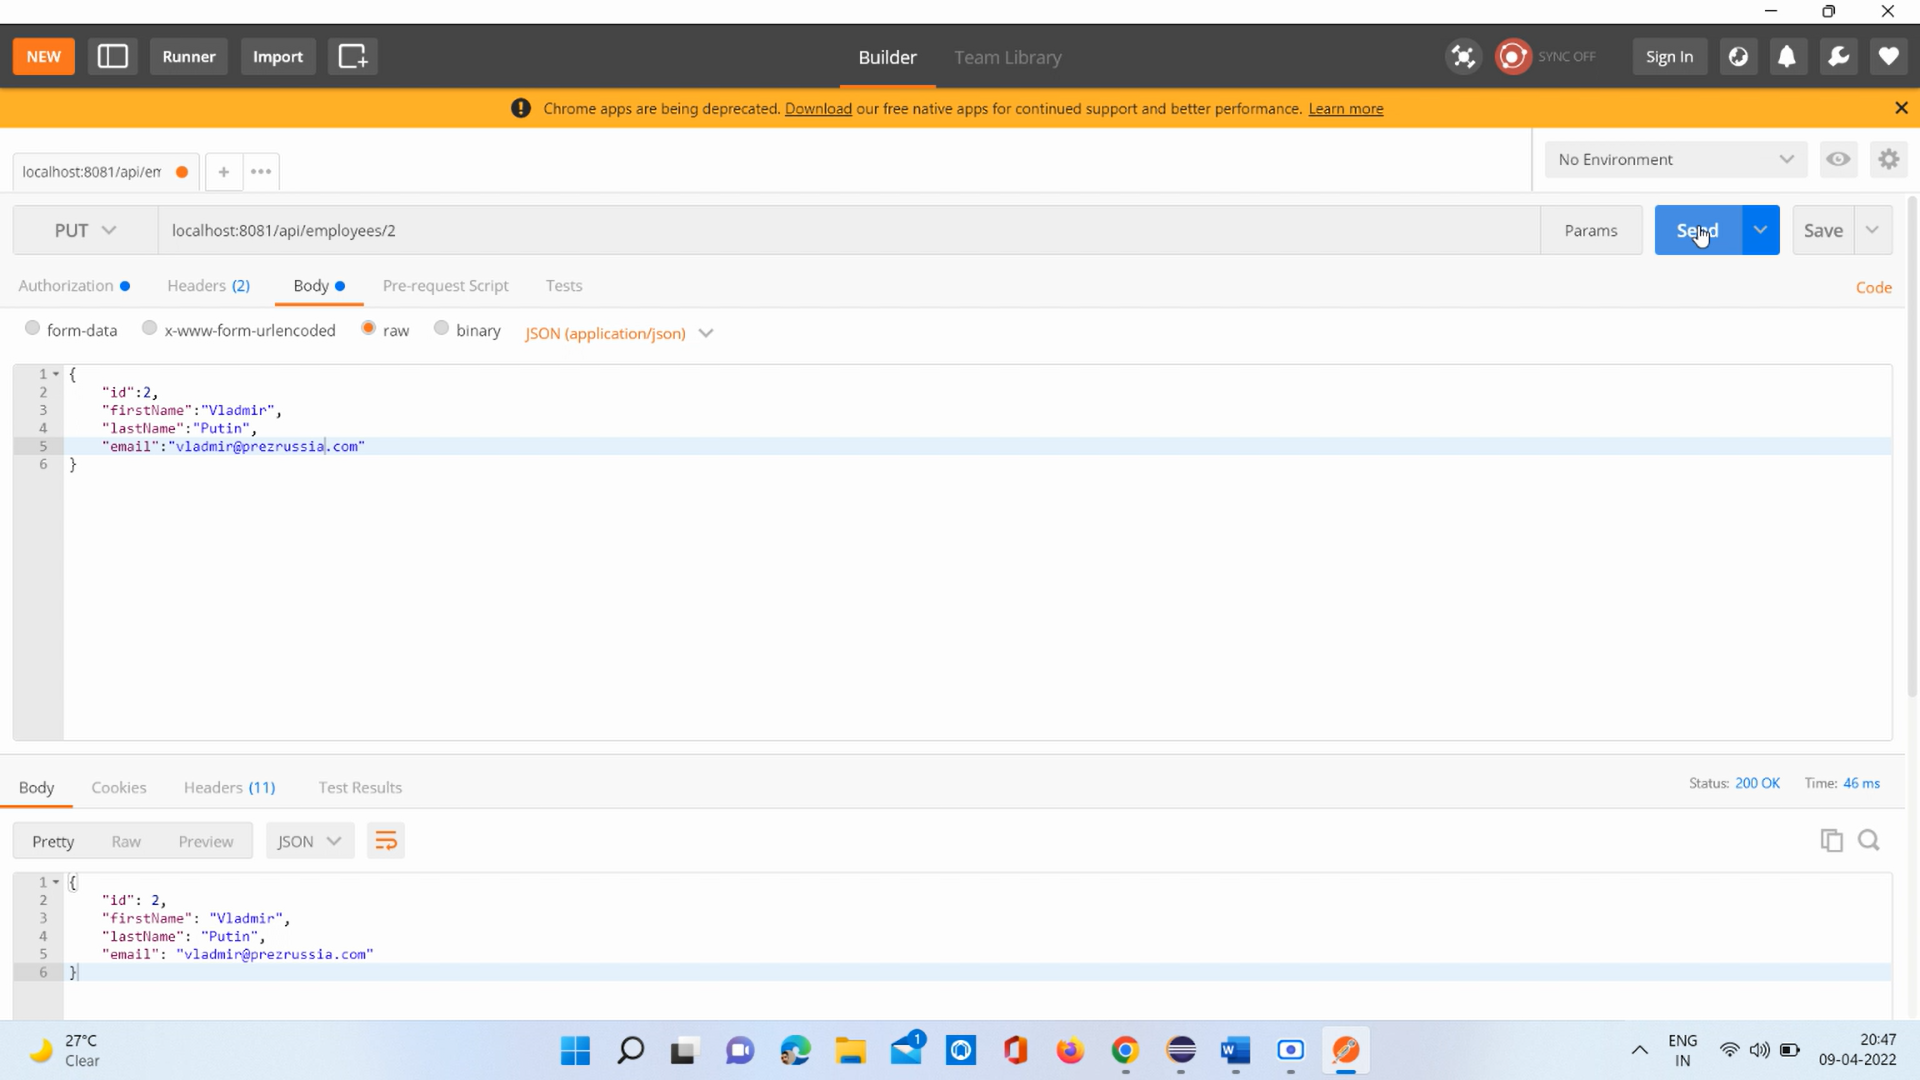 NEW Runner Import Builder Team Library SYNC OFF Sign In
Chrome apps are being deprecated. Download our free native apps for continued support and better performance. Learn more
localhost:8081/api/em + ••• No Environment
PUT localhost:8081/api/employees/2 Params Send Save
Authorization Headers (2) Body Pre-request Script Tests Code
form-data x-www-form-urlencoded raw binary JSON (application/json)
1 {
2 "id":2,
3 "firstName":"Vladmir",
4 "lastName":"Putin",
5 "email":"vladmir@prezrussia.com"
6 }
Body Cookies Headers (11) Test Results Status: 200 OK Time: 46 ms
Pretty Raw Preview JSON
1 {
2 "id": 2,
3 "firstName": "Vladmir",
4 "lastName": "Putin",
5 "email": "vladmir@prezrussia.com"
6 }
27°C
Clear
1
ENG
IN
20:47
09-04-2022